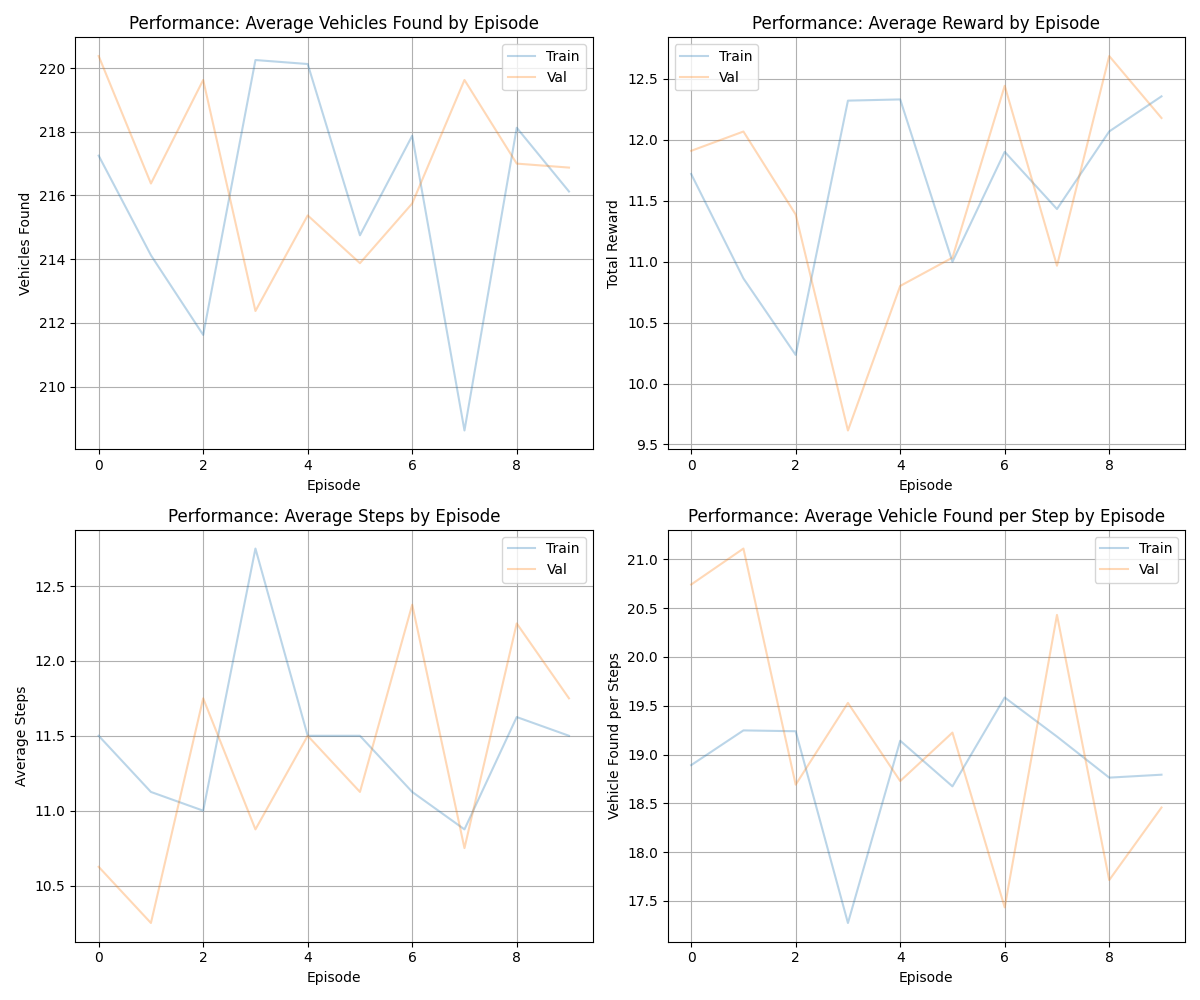 Performance: Average Vehicles Found by Episode
Train
Val
220
218
216
214
212
210
Vehicles Found
0 2 4 6 8
Episode
Performance: Average Reward by Episode
Train
Val
12.5
12.0
11.5
11.0
10.5
10.0
9.5
Total Reward
0 2 4 6 8
Episode
Performance: Average Steps by Episode
Train
Val
12.5
12.0
11.5
11.0
10.5
Average Steps
0 2 4 6 8
Episode
Performance: Average Vehicle Found per Step by Episode
Train
Val
21.0
20.5
20.0
19.5
19.0
18.5
18.0
17.5
Vehicle Found per Steps
0 2 4 6 8
Episode